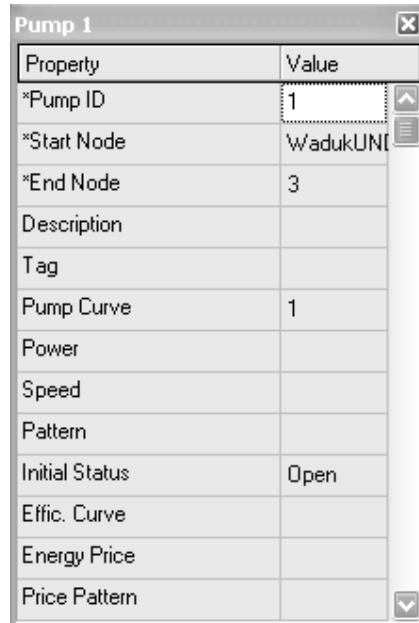 Pump 1
Property Value
*Pump ID 1
*Start Node WadukUND
*End Node 3
Description
Tag
Pump Curve 1
Power
Speed
Pattern
Initial Status Open
Effic. Curve
Energy Price
Price Pattern